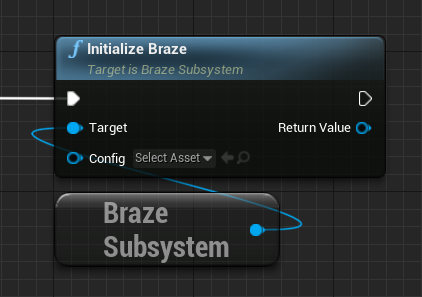 f Initialize Braze
Target is Braze Subsystem
Target Return Value
Config Select Asset
Braze
Subsystem